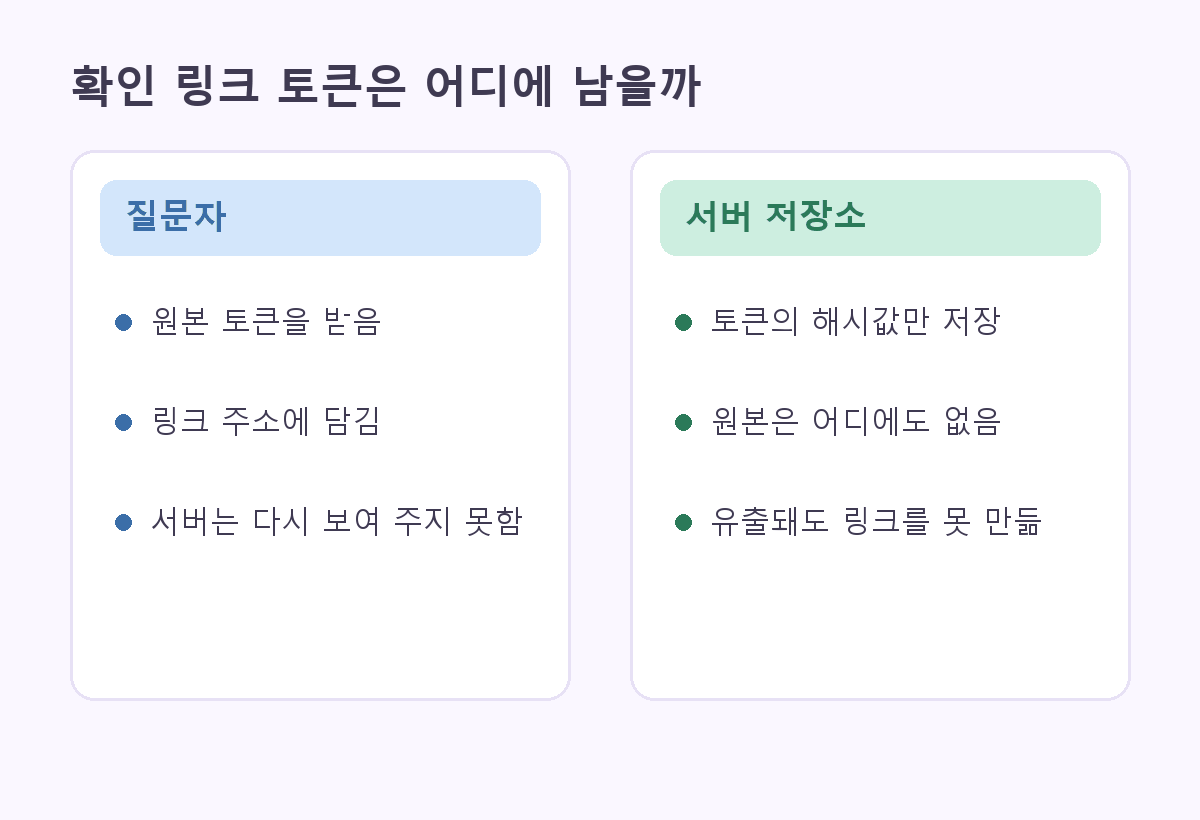 확인 링크 토큰은 어디에 남을까
질문자
원본 토큰을 받음
링크 주소에 담김
서버는 다시 보여 주지 못함
서버 저장소
토큰의 해시값만 저장
원본은 어디에도 없음
유출돼도 링크를 못 만듦